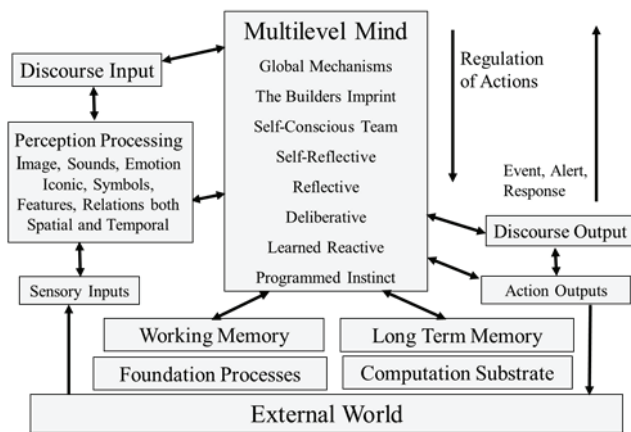 Multilevel Mind
Global Mechanisms
The Builders Imprint
Self-Conscious Team
Self-Reflective
Reflective
Deliberative
Learned Reactive
Programmed Instinct
Discourse Input
Perception Processing
Image, Sounds, Emotion
Iconic, Symbols,
Features, Relations both
Spatial and Temporal
Sensory Inputs
Regulation
of Actions
Event, Alert,
Response
Discourse Output
Action Outputs
Working Memory
Long Term Memory
Foundation Processes
Computation Substrate
External World